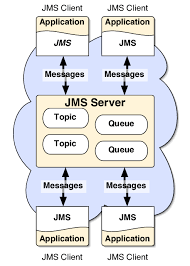 JMS Client JMS Client
Application Application
JMS JMS
Messages Messages
JMS Server
Topic Queue
Topic Queue
Messages Messages
JMS JMS
Application Application
JMS Client JMS Client